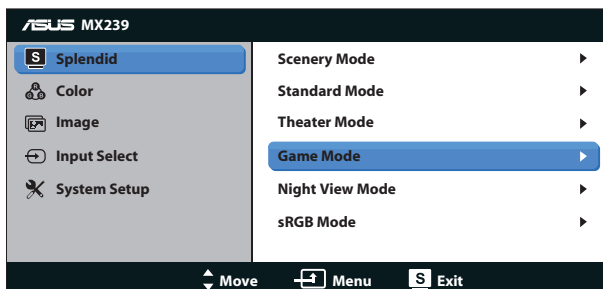 ASUS MX239
S Splendid
Color
Image
Input Select
System Setup
Scenery Mode
Standard Mode
Theater Mode
Game Mode
Night View Mode
sRGB Mode
Move Menu S Exit